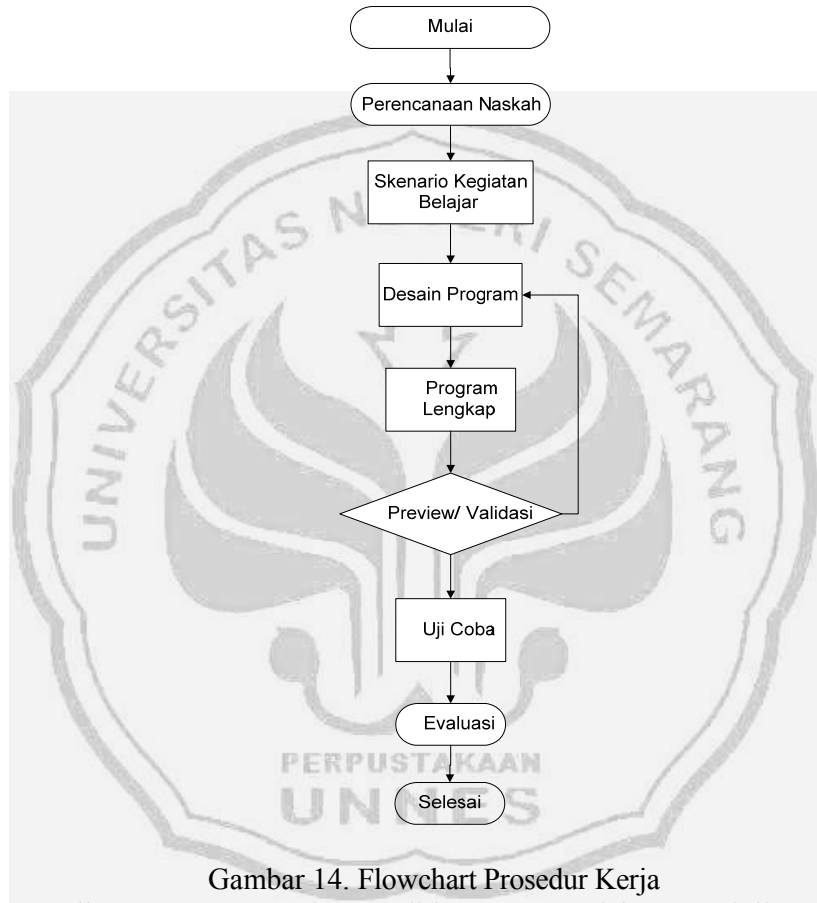 Mulai
Perencanaan Naskah
Skenario Kegiatan
Belajar
Desain Program
Program
Lengkap
Preview/ Validasi
Uji Coba
Evaluasi
Selesai
UNIVERSITAS NEGERI SEMARANG
PERPUSTAKAAN
UNNES
Gambar 14. Flowchart Prosedur Kerja